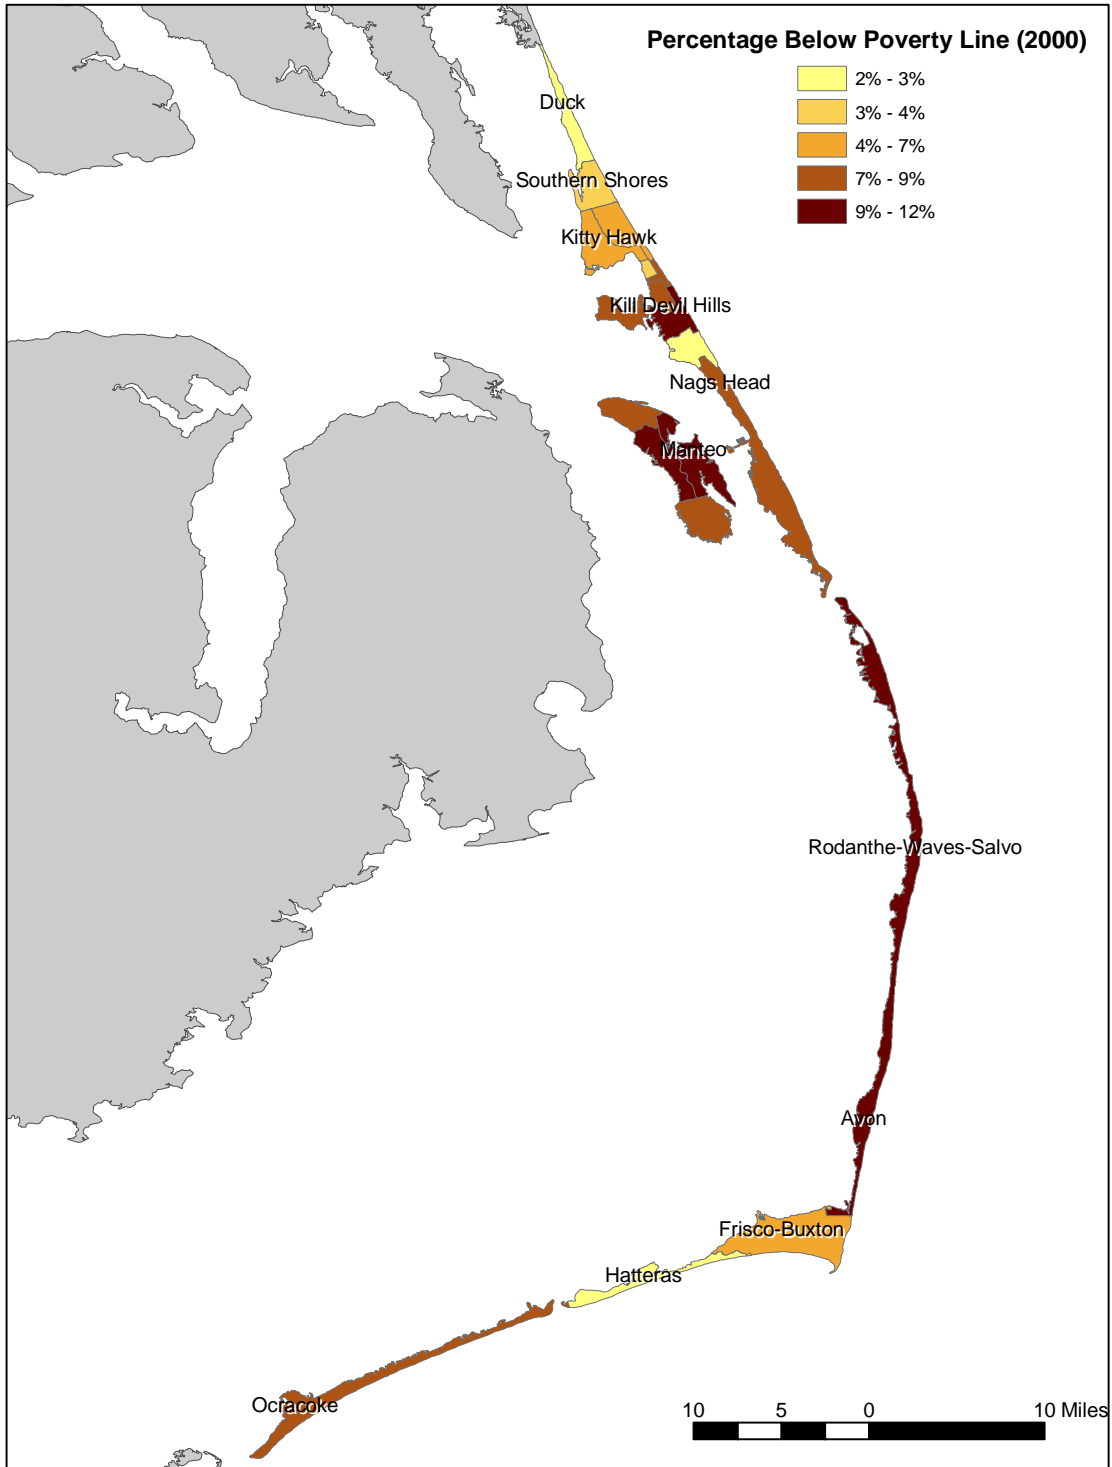 Percentage Below Poverty Line (2000)
2% - 3%
3% - 4%
4% - 7%
7% - 9%
9% - 12%
Duck
Southern Shores
Kitty Hawk
Kill Devil Hills
Nags Head
Manteo
Rodanthe-Waves-Salvo
Avon
Frisco-Buxton
Hatteras
Ocracoke
10 5 0 10 Miles